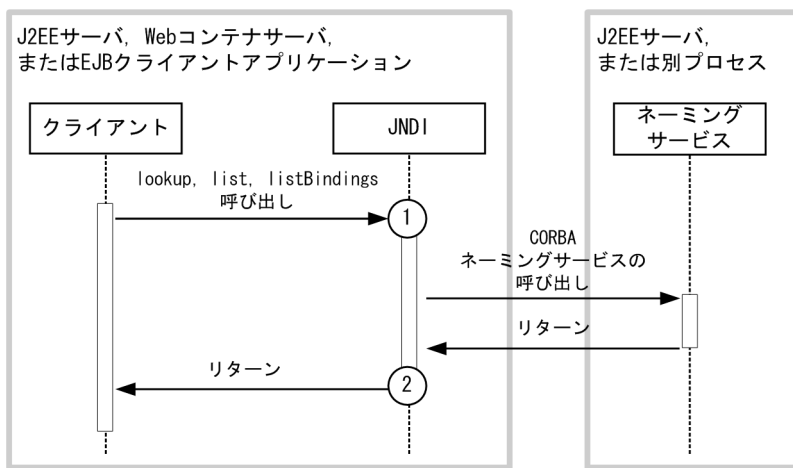 J2EEサーバ, Webコンテナサーバ,
またはEJBクライアントアプリケーション
J2EEサーバ,
または別プロセス
クライアント
JNDI
ネーミング
サービス
lookup, list, listBindings
呼び出し
1
CORBA
ネーミングサービスの
呼び出し
リターン
リターン
2